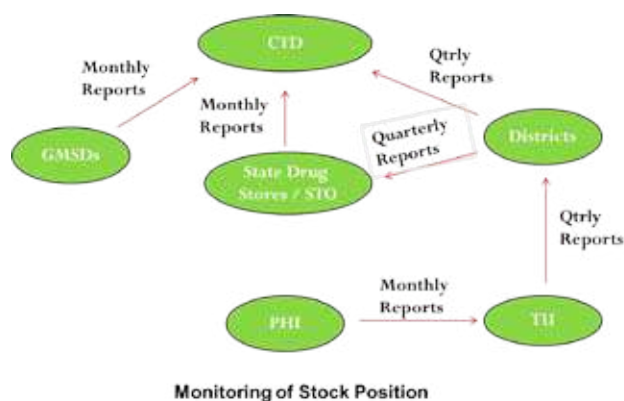 CTD
Monthly
Reports
Qtrly
Reports
Monthly
Reports
Quarterly
Reports
GMSDs
Districts
State Drug
Stores / STO
Qtrly
Reports
Monthly
Reports
PHI
TU
Monitoring of Stock Position